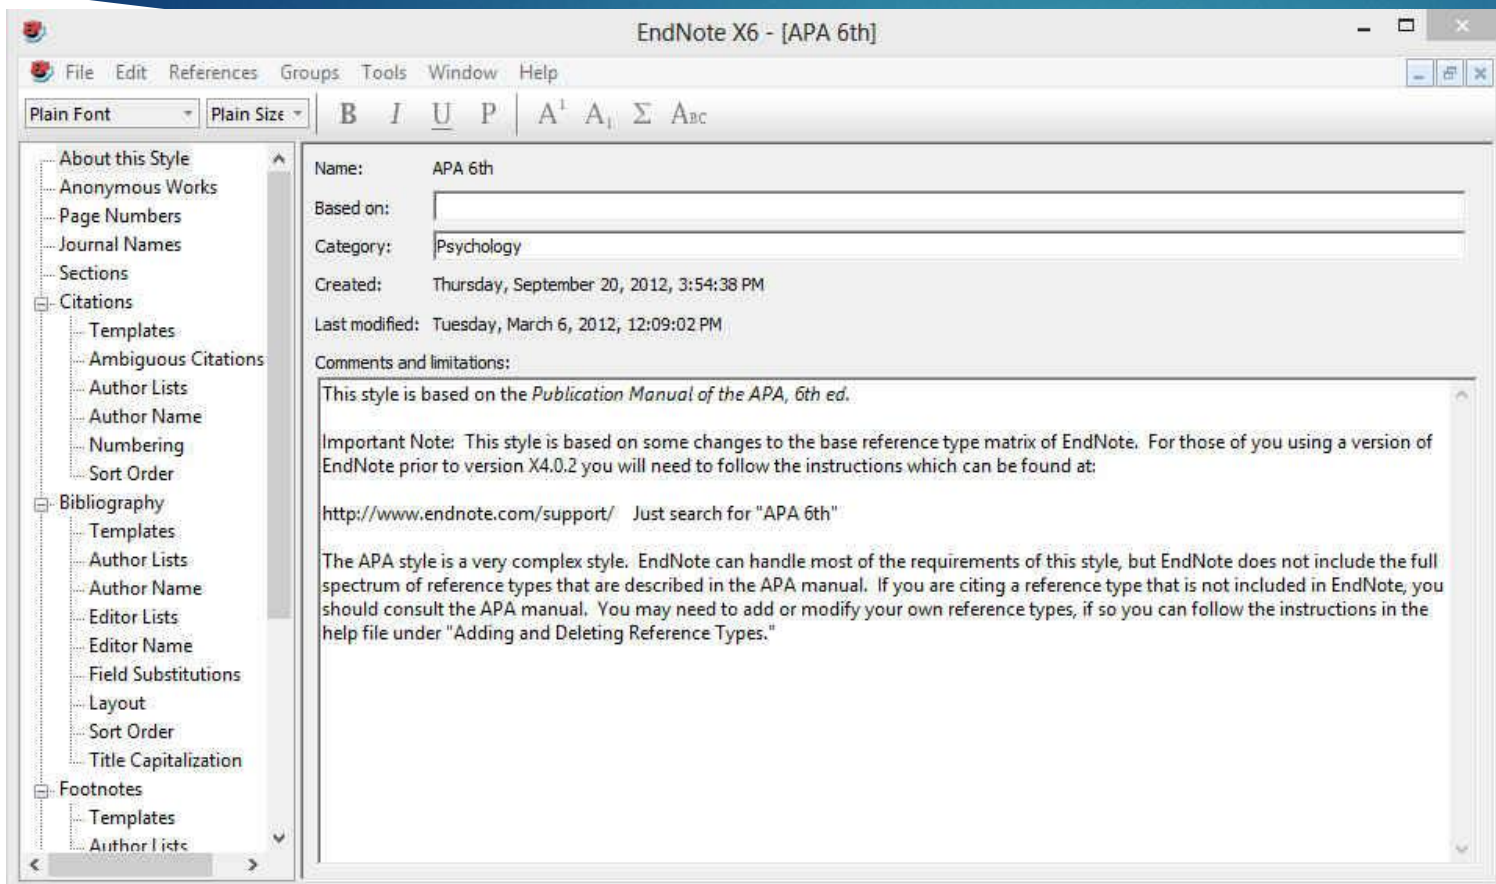 EndNote X6 - [APA 6th]
File Edit References Groups Tools Window Help
Plain Font Plain Size B I U P A¹ A₁ Σ ABC
About this Style
Anonymous Works
Page Numbers
Journal Names
Sections
Citations
Templates
Ambiguous Citations
Author Lists
Author Name
Numbering
Sort Order
Bibliography
Templates
Author Lists
Author Name
Editor Lists
Editor Name
Field Substitutions
Layout
Sort Order
Title Capitalization
Footnotes
Templates
Author Lists
Name: APA 6th
Based on:
Category: Psychology
Created: Thursday, September 20, 2012, 3:54:38 PM
Last modified: Tuesday, March 6, 2012, 12:09:02 PM
Comments and limitations:
This style is based on the Publication Manual of the APA, 6th ed.
Important Note: This style is based on some changes to the base reference type matrix of EndNote. For those of you using a version of
EndNote prior to version X4.0.2 you will need to follow the instructions which can be found at:
http://www.endnote.com/support/ Just search for "APA 6th"
The APA style is a very complex style. EndNote can handle most of the requirements of this style, but EndNote does not include the full
spectrum of reference types that are described in the APA manual. If you are citing a reference type that is not included in EndNote, you
should consult the APA manual. You may need to add or modify your own reference types, if so you can follow the instructions in the
help file under "Adding and Deleting Reference Types."